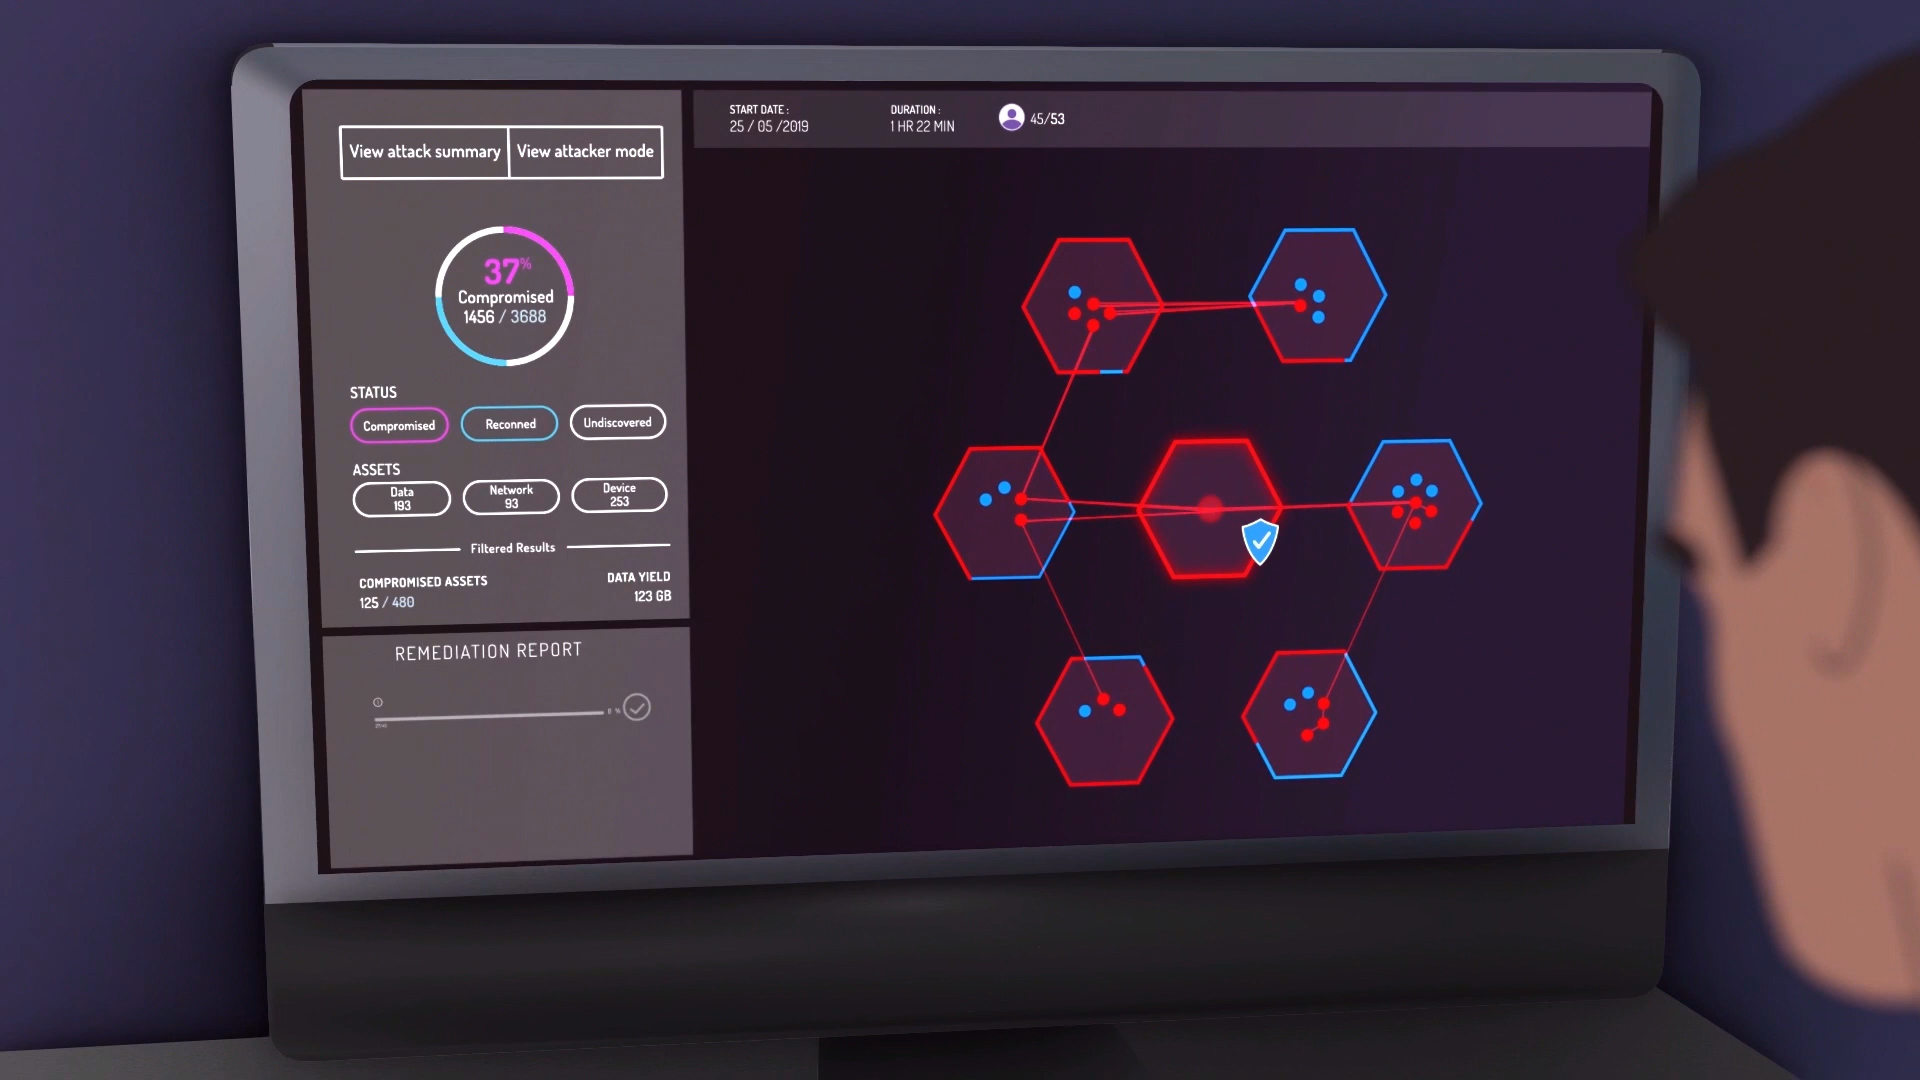 View attack summary
View attacker mode
37%
Compromised
1456 / 3688
STATUS
Compromised
Reconned
Undiscovered
ASSETS
Data
193
Network
93
Device
253
Filtered Results
COMPROMISED ASSETS
125 / 480
DATA YIELD
123 GB
REMEDIATION REPORT
0 %
START DATE :
25 / 05 /2019
DURATION :
1 HR 22 MIN
45/53